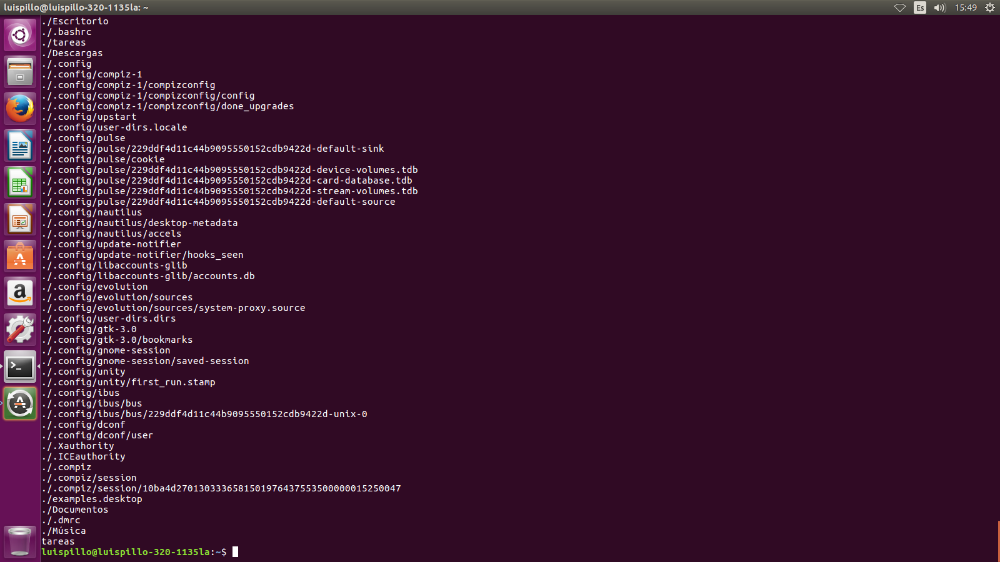 luispillo@luispillo-320-1135la: ~
Es
15:49
./Escritorio
./.bashrc
./tareas
./Descargas
./.config
./.config/compiz-1
./.config/compiz-1/compizconfig
./.config/compiz-1/compizconfig/config
./.config/compiz-1/compizconfig/done_upgrades
./.config/upstart
./.config/user-dirs.locale
./.config/pulse
./.config/pulse/229ddf4d11c44b9095550152cdb9422d-default-sink
./.config/pulse/cookie
./.config/pulse/229ddf4d11c44b9095550152cdb9422d-device-volumes.tdb
./.config/pulse/229ddf4d11c44b9095550152cdb9422d-card-database.tdb
./.config/pulse/229ddf4d11c44b9095550152cdb9422d-stream-volumes.tdb
./.config/pulse/229ddf4d11c44b9095550152cdb9422d-default-source
./.config/nautilus
./.config/nautilus/desktop-metadata
./.config/nautilus/accels
./.config/update-notifier
./.config/update-notifier/hooks_seen
./.config/libaccounts-glib
./.config/libaccounts-glib/accounts.db
./.config/evolution
./.config/evolution/sources
./.config/evolution/sources/system-proxy.source
./.config/user-dirs.dirs
./.config/gtk-3.0
./.config/gtk-3.0/bookmarks
./.config/gnome-session
./.config/gnome-session/saved-session
./.config/unity
./.config/unity/first_run.stamp
./.config/ibus
./.config/ibus/bus
./.config/ibus/bus/229ddf4d11c44b9095550152cdb9422d-unix-0
./.config/dconf
./.config/dconf/user
./.Xauthority
./.ICEauthority
./.compiz
./.compiz/session
./.compiz/session/10ba4d270130333658150197643755350000001525​0047
./examples.desktop
./Documentos
./.dmrc
./Música
tareas
luispillo@luispillo-320-1135la:~$